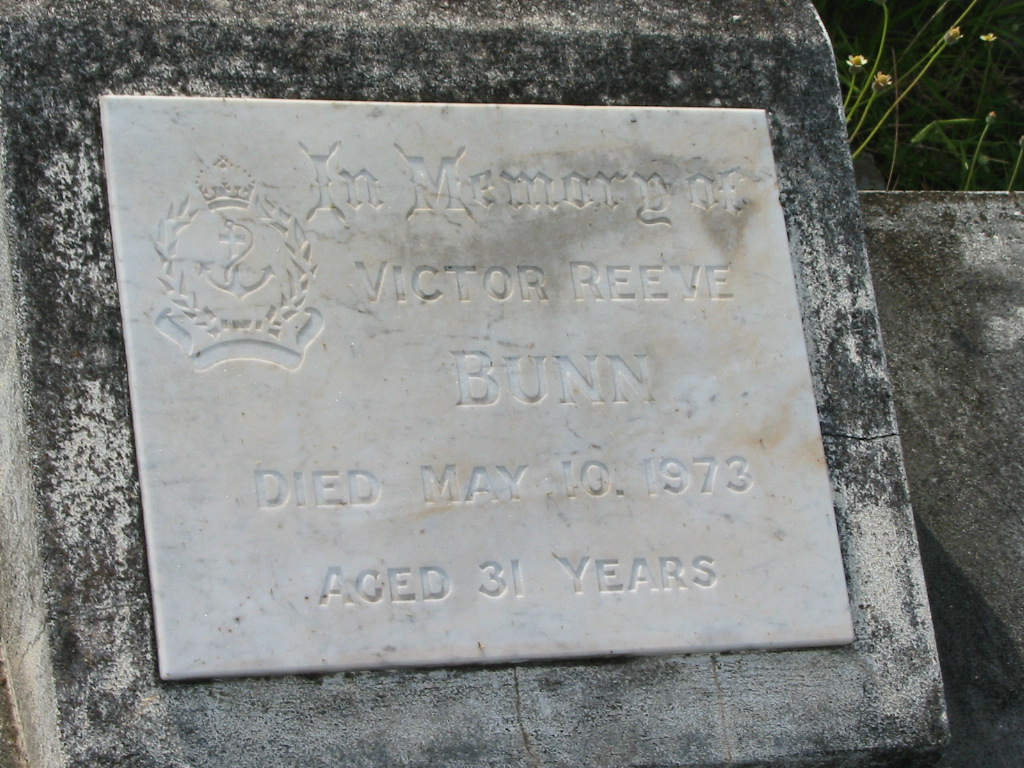 In Memory of
VICTOR REEVE
BUNN
DIED MAY 10. 1973
AGED 31 YEARS